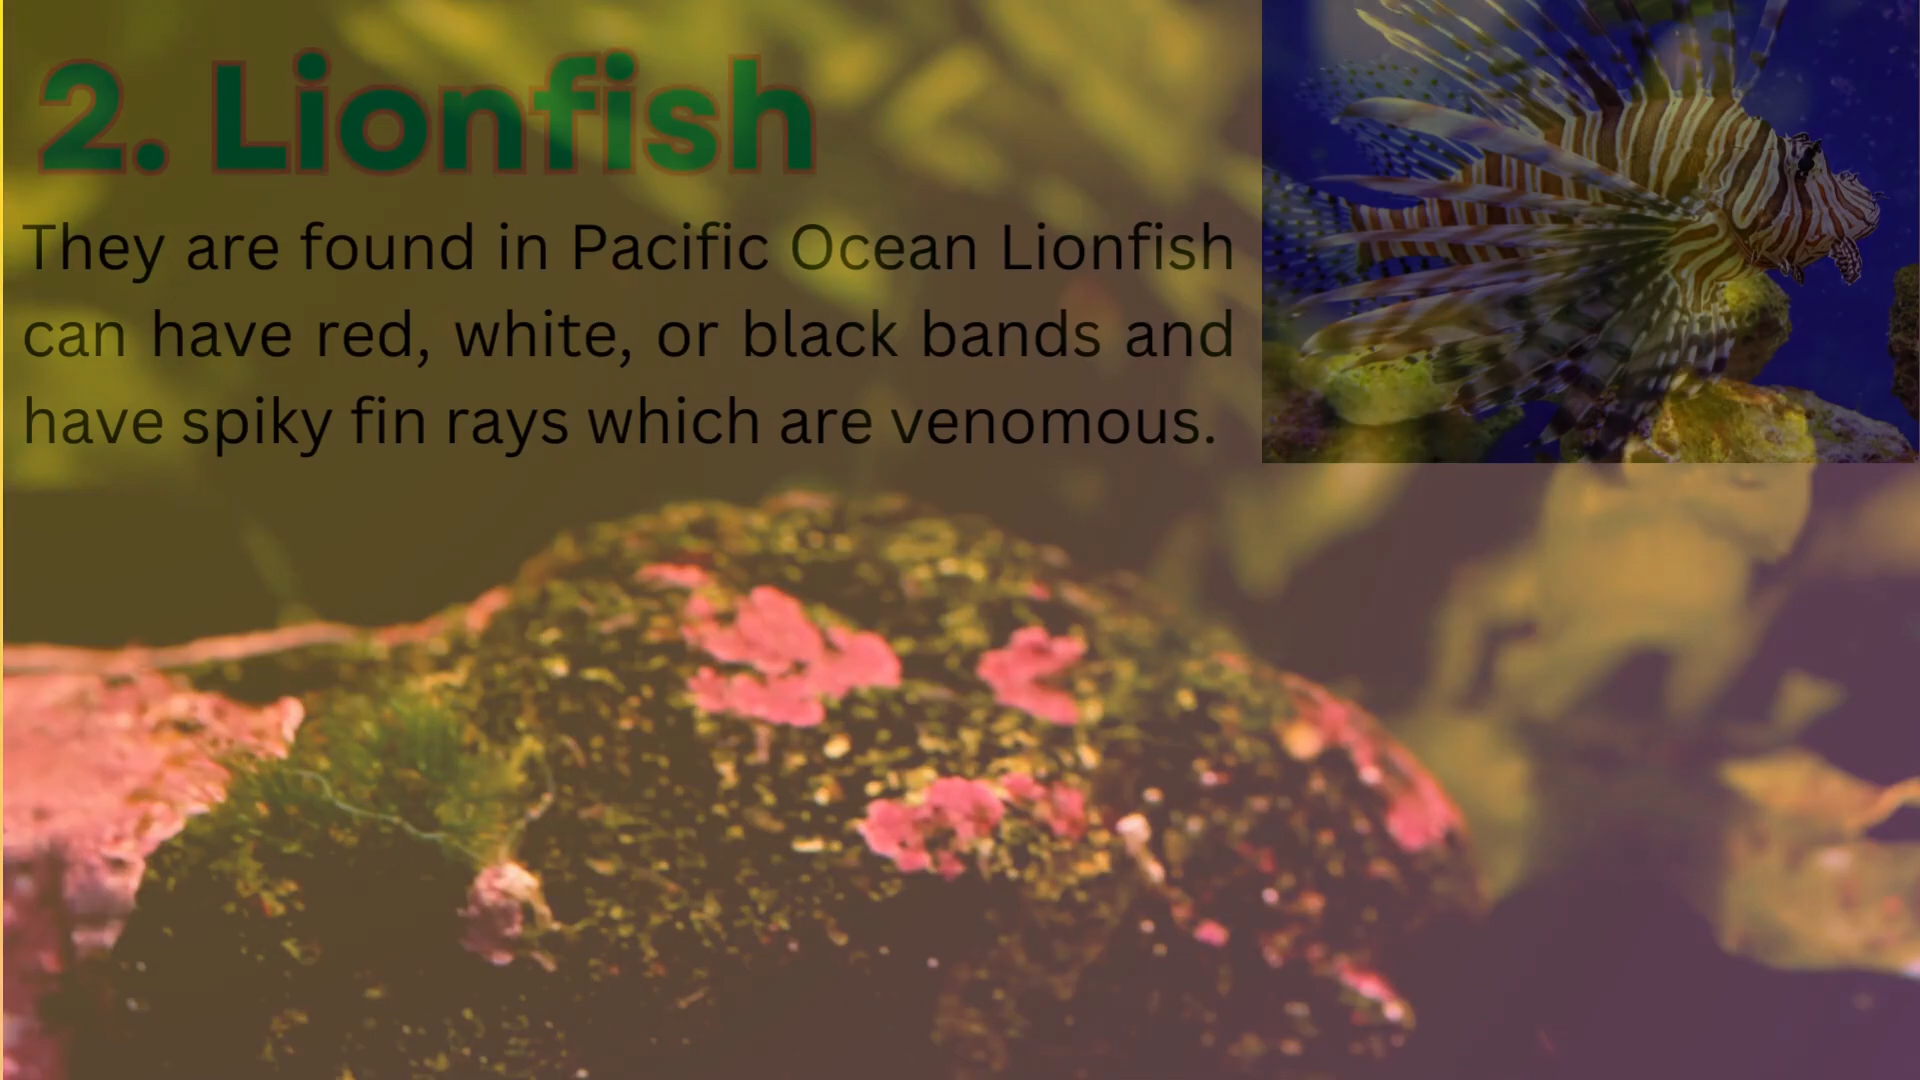 2. Lionfish
They are found in Pacific Ocean Lionfish
can have red, white, or black bands and
have spiky fin rays which are venomous.